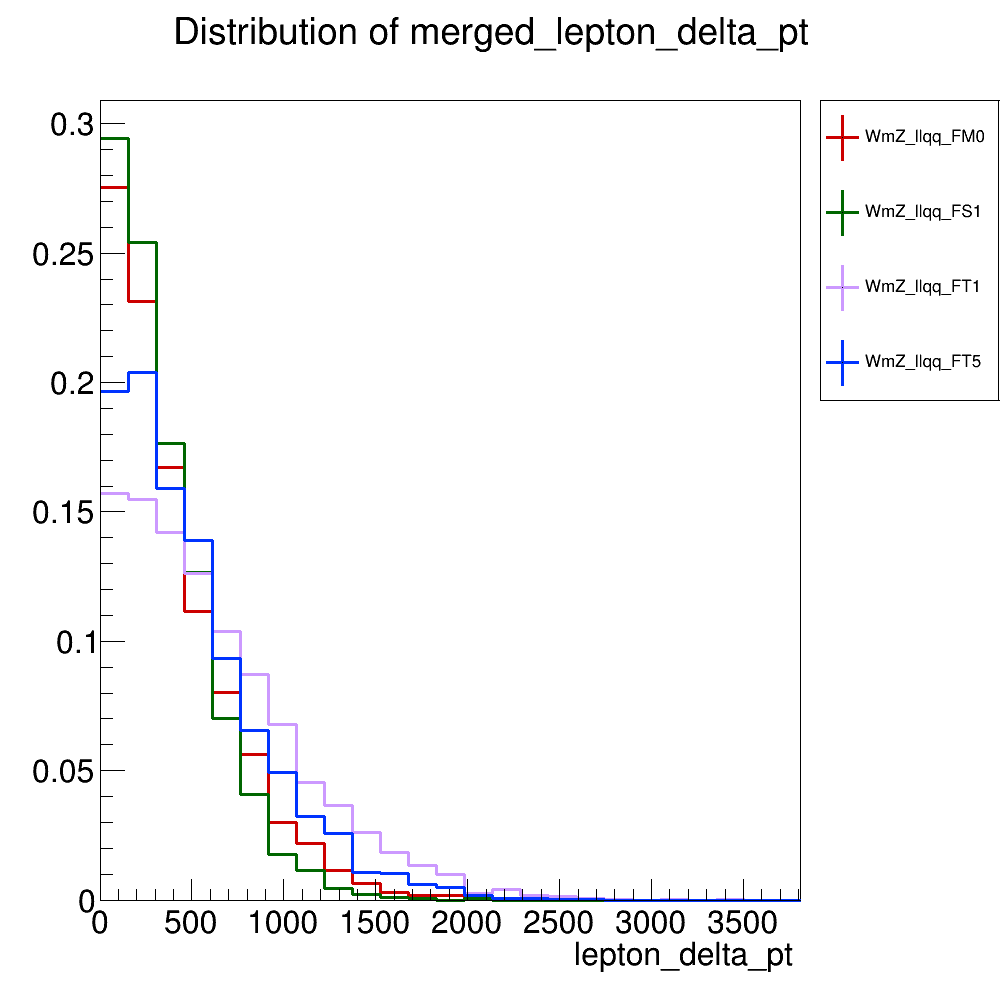 Distribution of merged_lepton_delta_pt
0.3
0.25
0.2
0.15
0.1
0.05
0
0 500 1000 1500 2000 2500 3000 3500
lepton_delta_pt
WmZ_llqq_FM0
WmZ_llqq_FS1
WmZ_llqq_FT1
WmZ_llqq_FT5